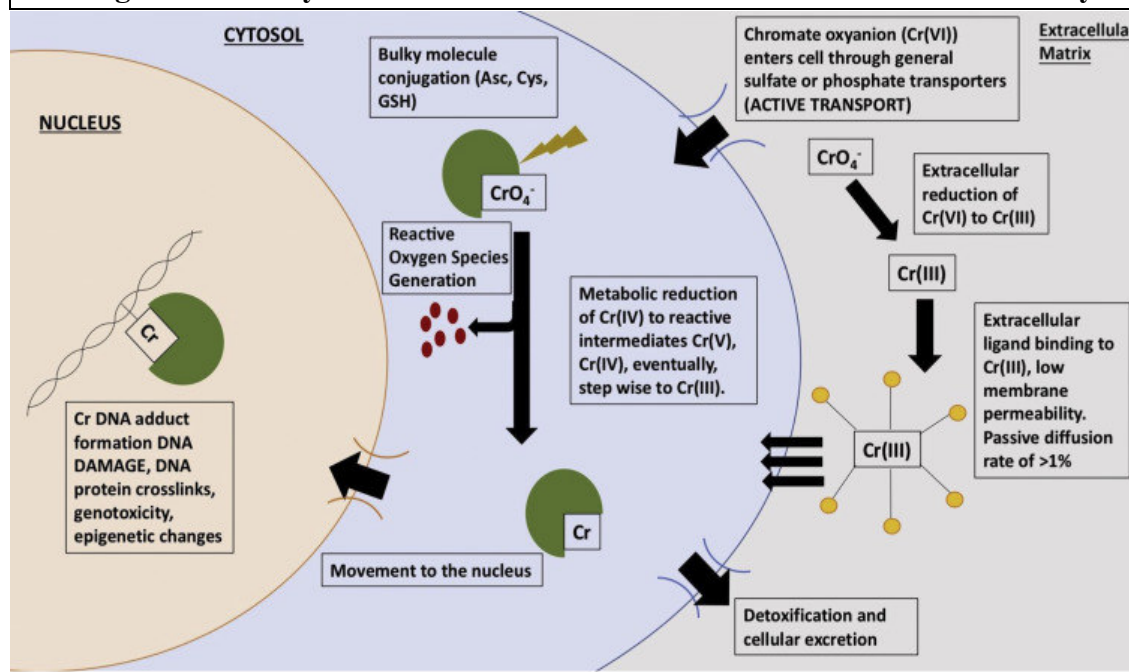 CYTOSOL
NUCLEUS
Bulky molecule
conjugation (Asc, Cys,
GSH)
CrO₄⁻
Reactive
Oxygen Species
Generation
Chromate oxyanion (Cr(VI))
enters cell through general
sulfate or phosphate transporters
(ACTIVE TRANSPORT)
Extracellula
Matrix
CrO₄⁻
Extracellular
reduction of
Cr(VI) to Cr(III)
Cr(III)
Metabolic reduction
of Cr(IV) to reactive
intermediates Cr(V),
Cr(IV), eventually,
step wise to Cr(III).
Extracellular
ligand binding to
Cr(III), low
membrane
permeability.
Passive diffusion
rate of >1%
Cr(III)
Cr
Cr DNA adduct
formation DNA
DAMAGE, DNA
protein crosslinks,
genotoxicity,
epigenetic changes
Cr
Movement to the nucleus
Detoxification and
cellular excretion